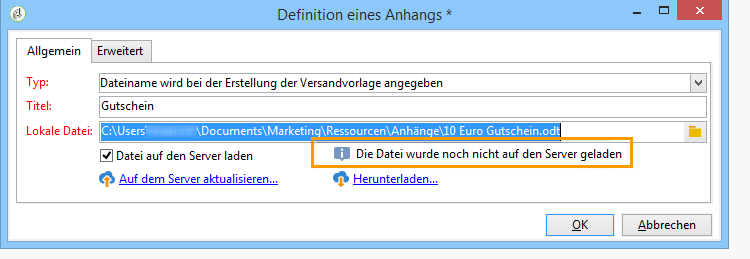 Definition eines Anhangs *
Allgemein Erweitert
Typ: Dateiname wird bei der Erstellung der Versandvorlage angegeben
Titel: Gutschein
Lokale Datei: C:\Users\ \Documents\Marketing\Ressourcen\Anhänge\10 Euro Gutschein.odt
Datei auf den Server laden Die Datei wurde noch nicht auf den Server geladen
Auf dem Server aktualisieren... Herunterladen...
OK Abbrechen